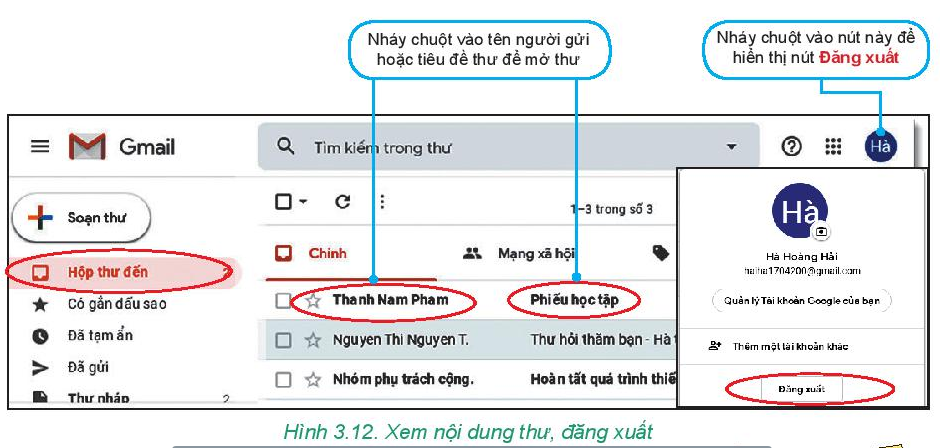 Nháy chuột vào tên người gửi
hoặc tiêu đề thư để mở thư
Nháy chuột vào nút này để
hiển thị nút Đăng xuất
Gmail
Tìm kiếm trong thư
Hà
Soạn thư
1–3 trong số 3
Hộp thư đến 2
Chính
Mạng xã hội
Có gắn dấu sao
Thanh Nam Pham
Phiếu học tập
Đã tạm ẩn
Nguyen Thi Nguyen T.
Thư hỏi thăm bạn - Hà t
Đã gửi
Nhóm phụ trách cộng.
Hoàn tất quá trình thiế
Thư nháp 2
Hà
Hà Hoàng Hải
haiha1704200@gmail.com
Quản lý Tài khoản Google của bạn
Thêm một tài khoản khác
Đăng xuất
Hình 3.12. Xem nội dung thư, đăng xuất